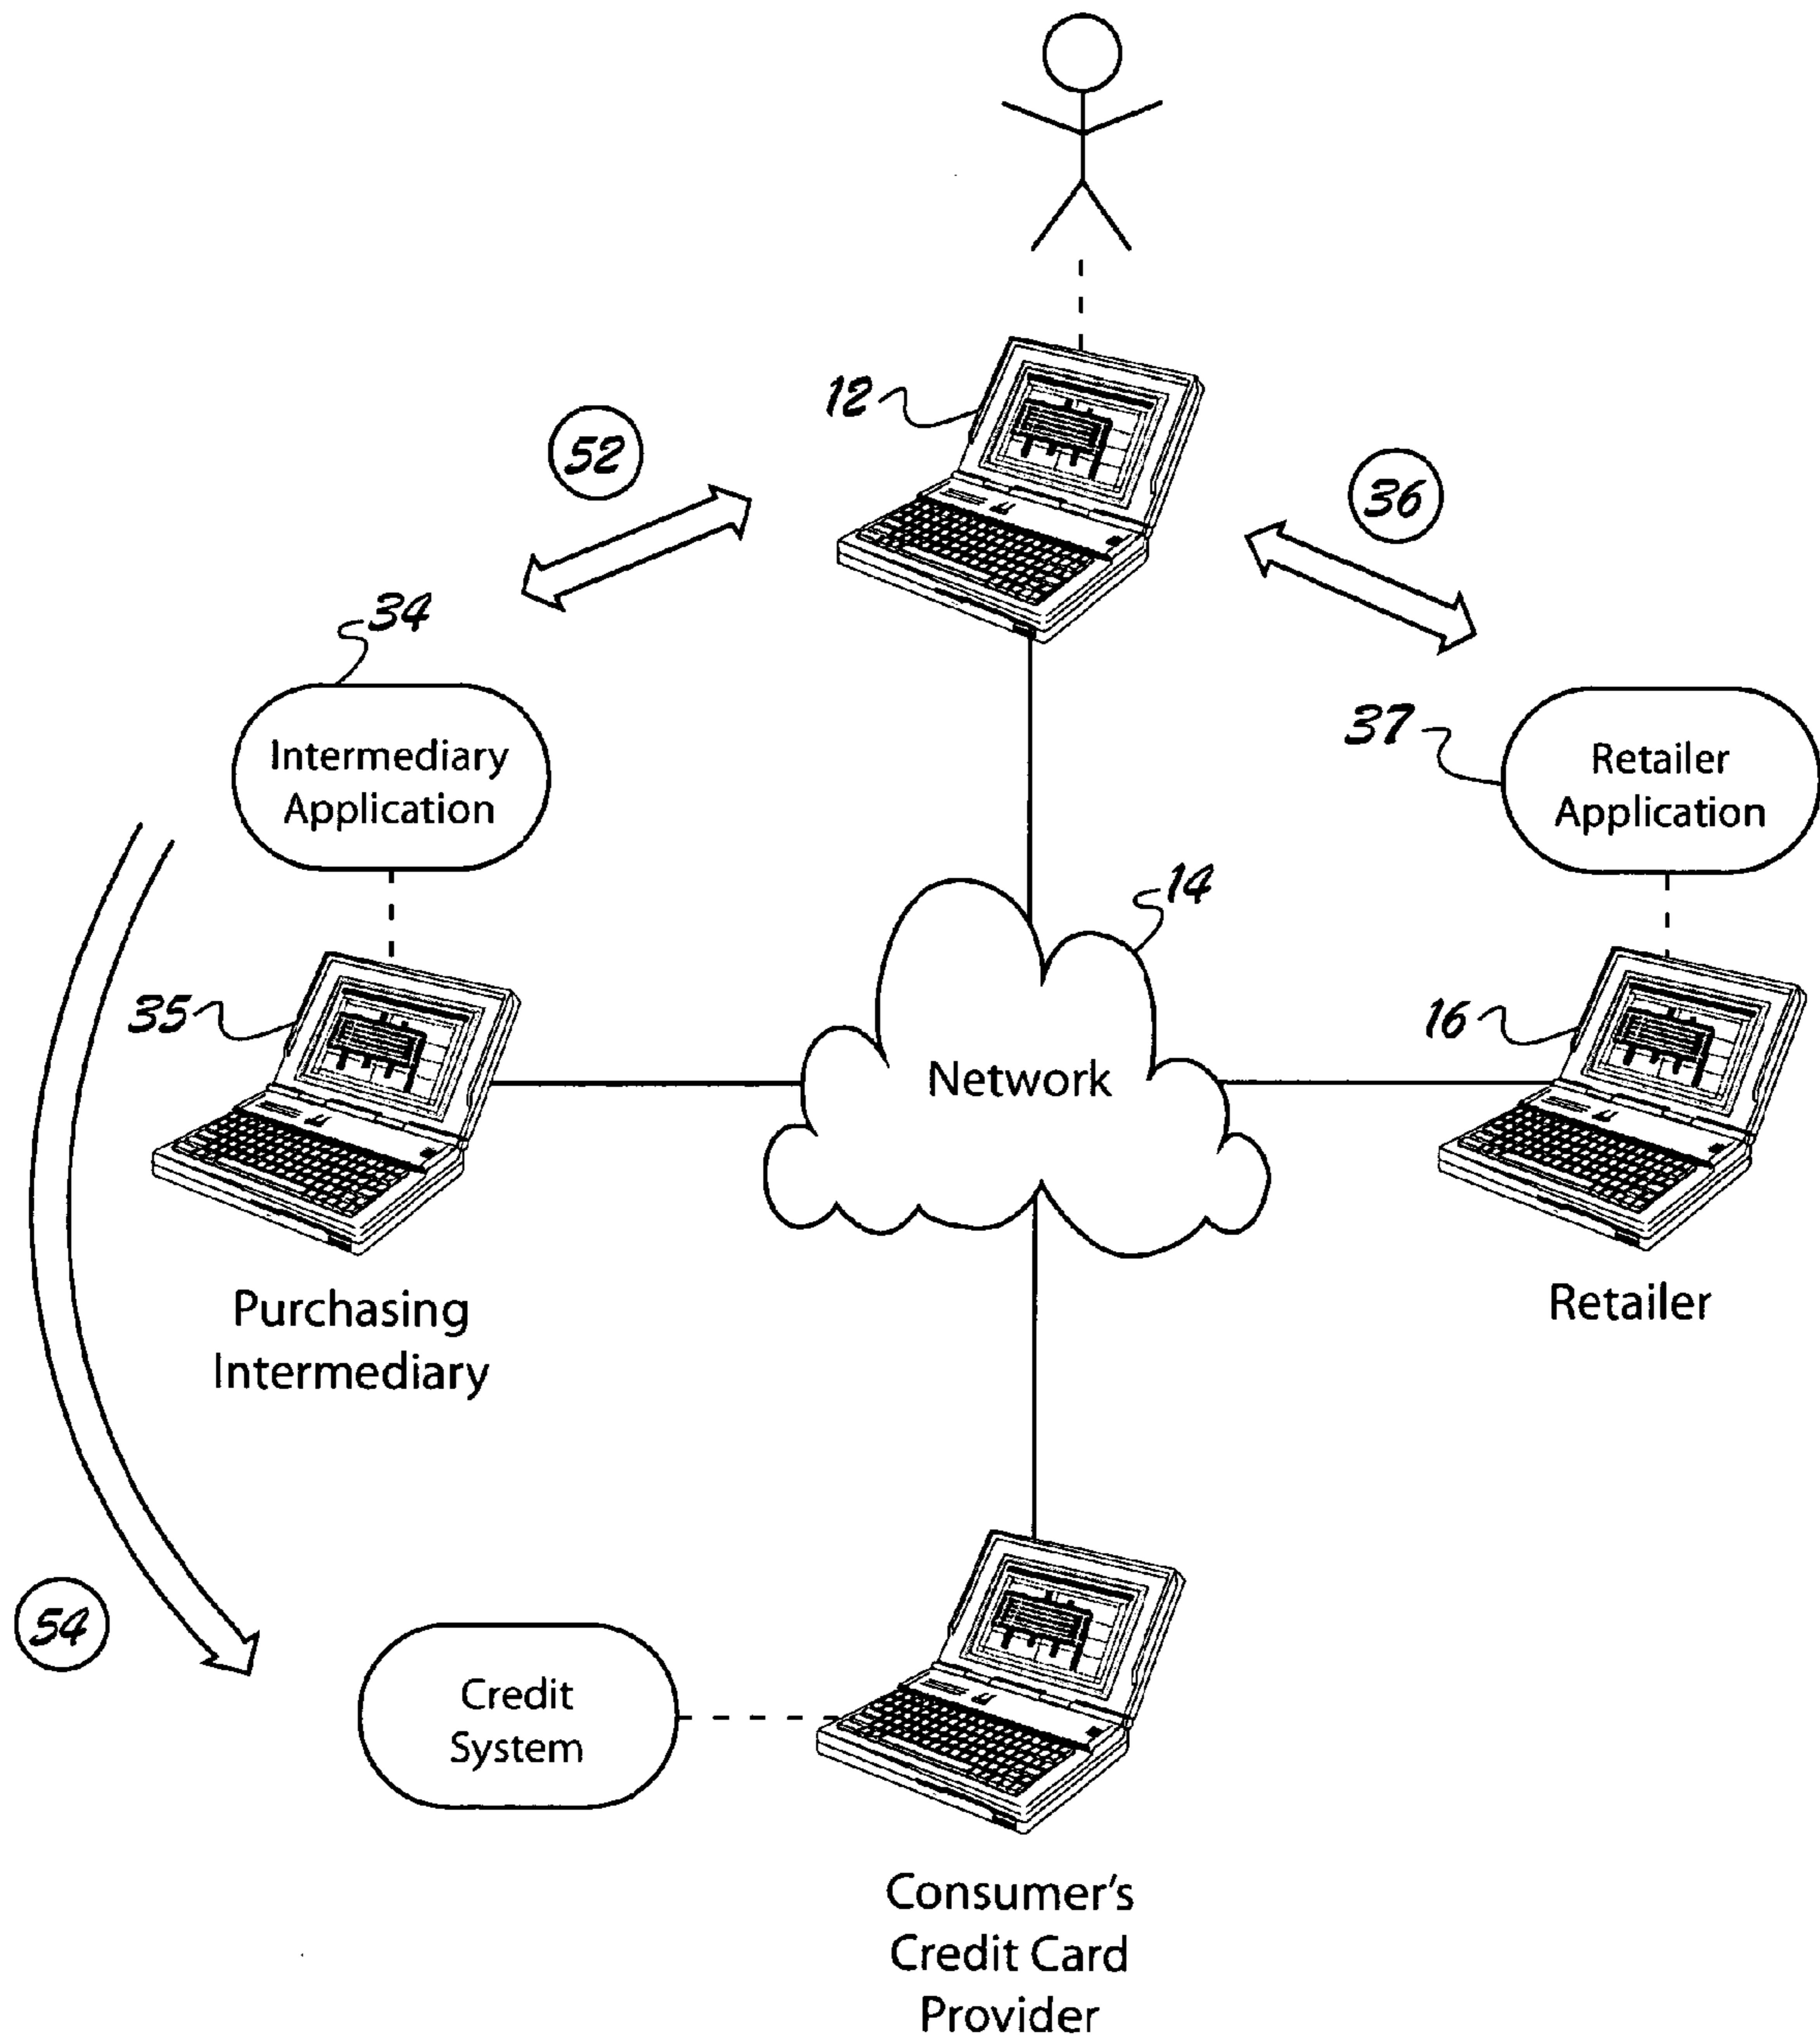 12
52
36
34
37
Intermediary
Application
Retailer
Application
14
35
Network
16
Purchasing
Intermediary
Retailer
54
Credit
System
Consumer's
Credit Card
Provider